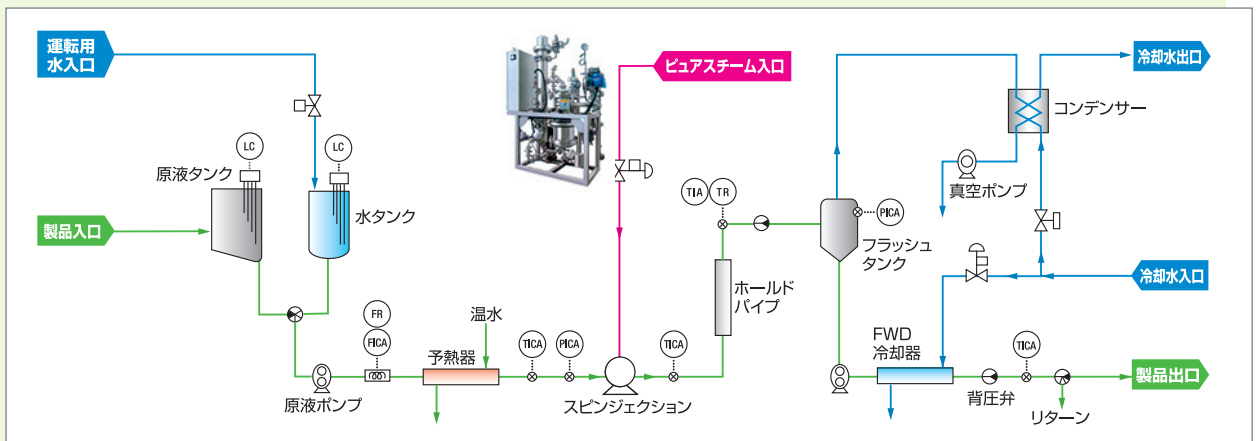 運転用
水入口
LC
LC
原液タンク
水タンク
製品入口
FR
FICA
原液ポンプ
予熱器
温水
TICA
PICA
ピュアスチーム入口
スピンジェクション
TICA
TIA
TR
ホールド
パイプ
PICA
フラッシュ
タンク
冷却水出口
コンデンサー
真空ポンプ
冷却水入口
FWD
冷却器
背圧弁
TICA
リターン
製品出口